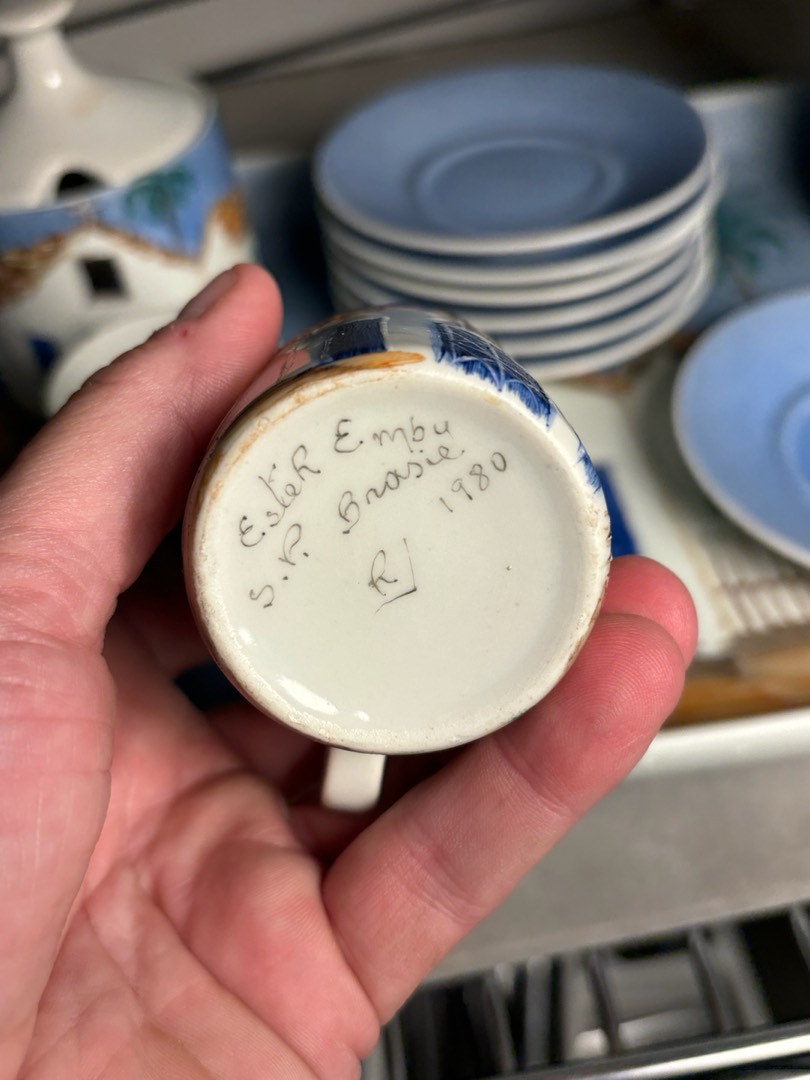 Ester Embu
S.P. Brasil
1980
R